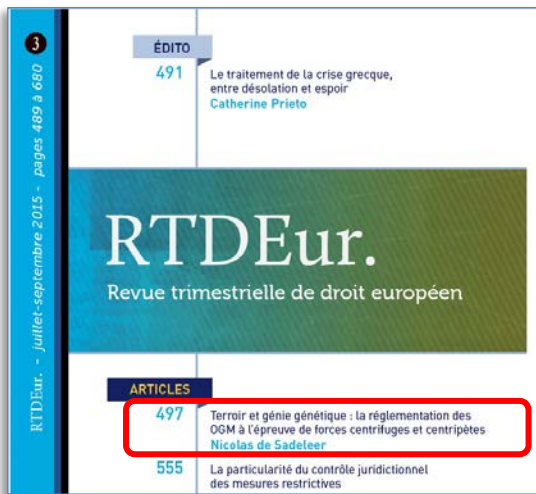 3
RTDEur. - juillet-septembre 2015 - pages 489 à 680
ÉDITO
491
Le traitement de la crise grecque,
entre désolation et espoir
Catherine Prieto
RTDEur.
Revue trimestrielle de droit européen
ARTICLES
497
Terroir et génie génétique : la réglementation des
OGM à l'épreuve de forces centrifuges et centripètes
Nicolas de Sadeleer
555
La particularité du contrôle juridictionnel
des mesures restrictives